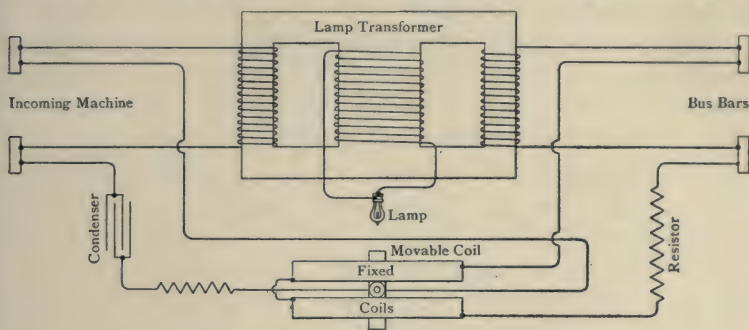 Lamp Transformer
Incoming Machine
Bus Bars
Lamp
Condenser
Movable Coil
Fixed
Coils
Resistor